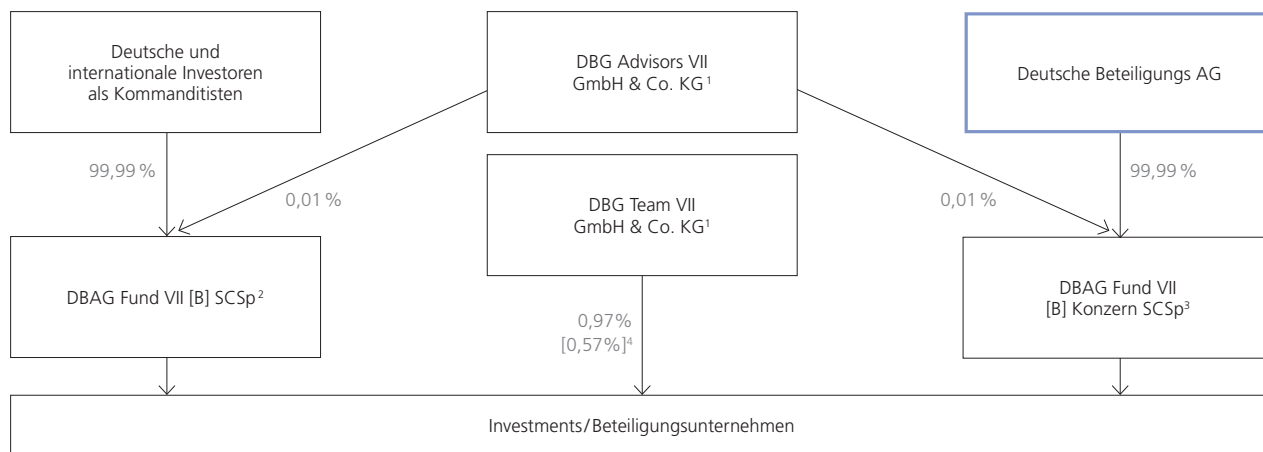 Deutsche und
internationale Investoren
als Kommanditisten
DBG Advisors VII
GmbH & Co. KG¹
Deutsche Beteiligungs AG
99,99 %
0,01 %
DBG Team VII
GmbH & Co. KG¹
0,01 %
99,99 %
DBAG Fund VII [B] SCSp²
0,97%
[0,57%]⁴
DBAG Fund VII
[B] Konzern SCSp³
Investments/Beteiligungsunternehmen